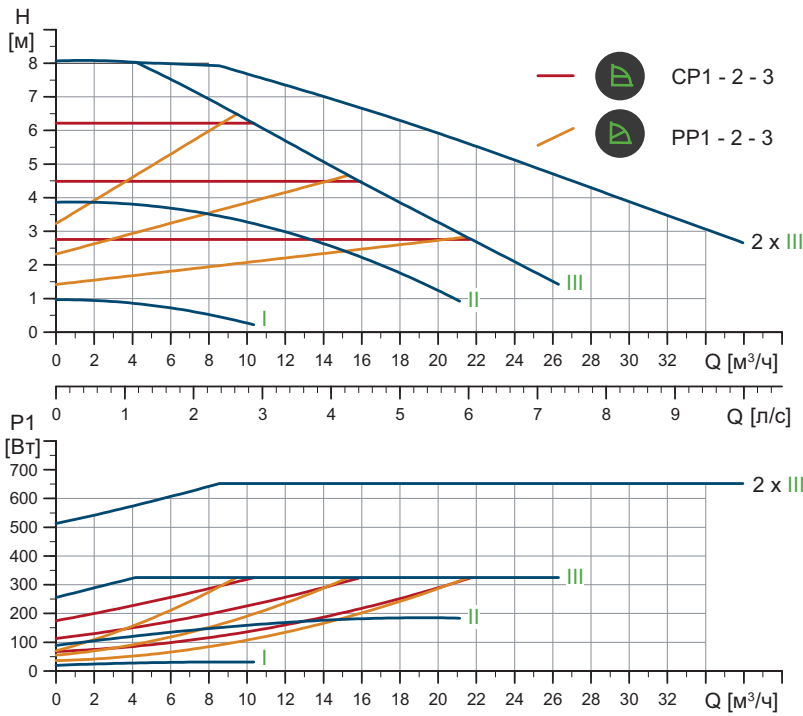 H
[м]
8
7
6
5
4
3
2
1
0
CP1 - 2 - 3
PP1 - 2 - 3
2 x III
III
II
I
0 2 4 6 8 10 12 14 16 18 20 22 24 26 28 30 32 Q [м³/ч]
0 1 2 3 4 5 6 7 8 9 Q [л/с]
P1
[Вт]
700
600
500
400
300
200
100
0
2 x III
III
II
I
0 2 4 6 8 10 12 14 16 18 20 22 24 26 28 30 32 Q [м³/ч]